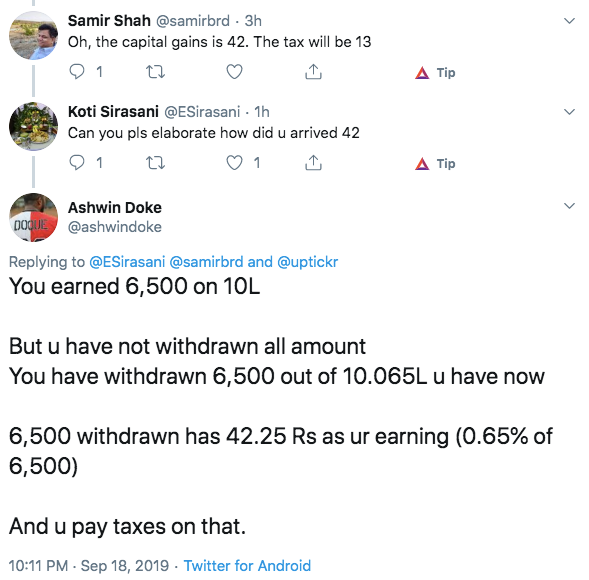 Samir Shah @samirbrd · 3h
Oh, the capital gains is 42. The tax will be 13
1 Tip
Koti Sirasani @ESirasani · 1h
Can you pls elaborate how did u arrived 42
1 1 Tip
DOQUE
Ashwin Doke
@ashwindoke
Replying to @ESirasani @samirbrd and @uptickr
You earned 6,500 on 10L
But u have not withdrawn all amount
You have withdrawn 6,500 out of 10.065L u have now
6,500 withdrawn has 42.25 Rs as ur earning (0.65% of
6,500)
And u pay taxes on that.
10:11 PM · Sep 18, 2019 · Twitter for Android